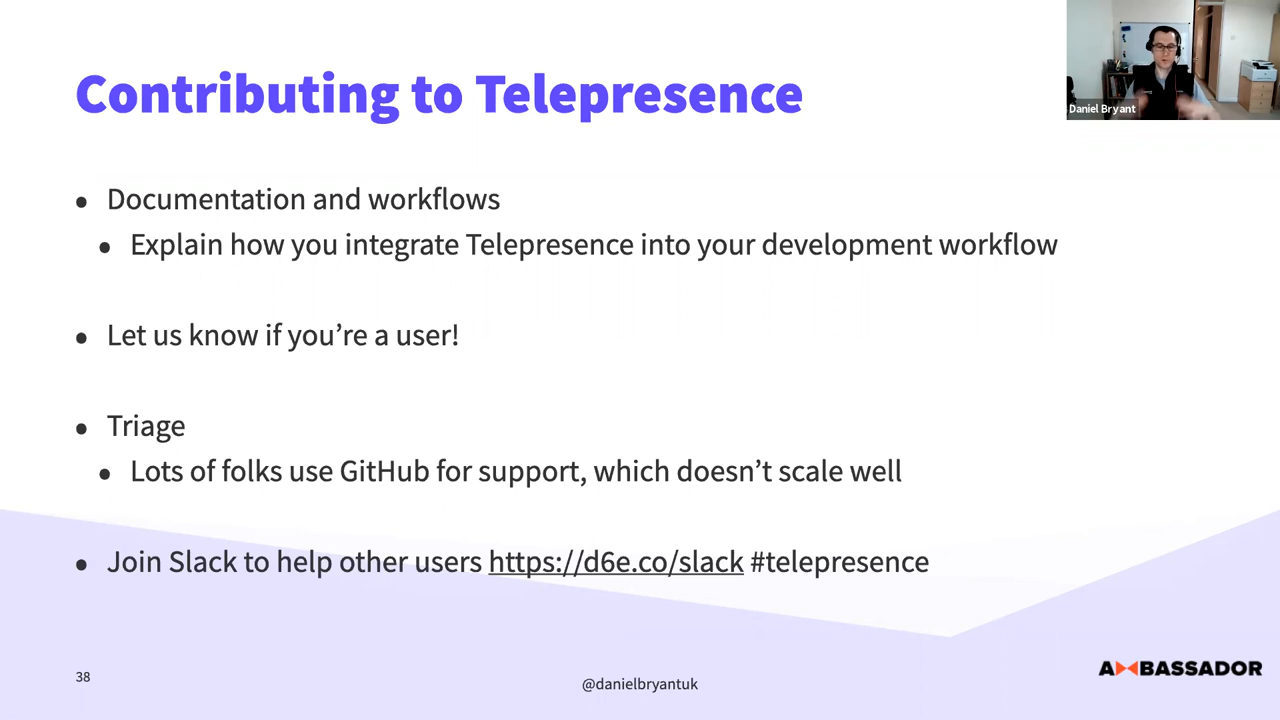 Contributing to Telepresence
Daniel Bryant
• Documentation and workflows
• Explain how you integrate Telepresence into your development workflow
• Let us know if you’re a user!
• Triage
• Lots of folks use GitHub for support, which doesn’t scale well
• Join Slack to help other users https://d6e.co/slack #telepresence
38
@danielbryantuk
AMBASSADOR